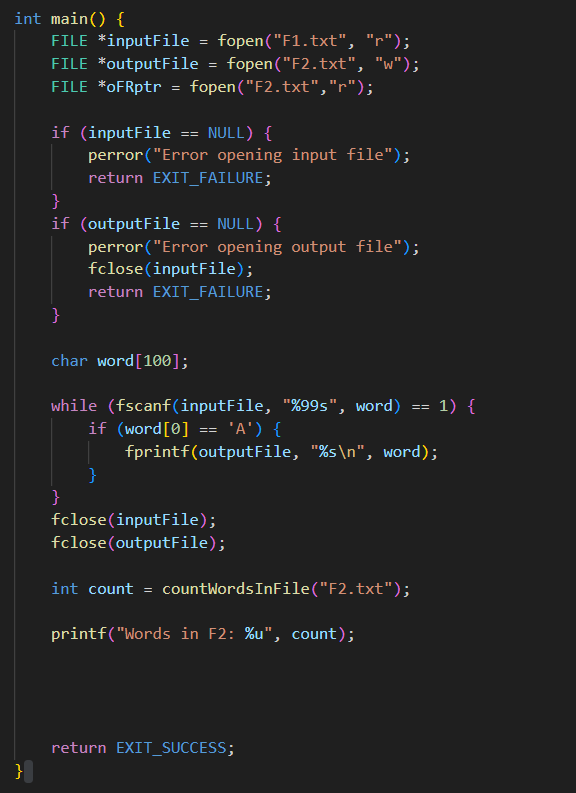 int main() {
    FILE *inputFile = fopen("F1.txt", "r");
    FILE *outputFile = fopen("F2.txt", "w");
    FILE *oFRptr = fopen("F2.txt","r");
    if (inputFile == NULL) {
        perror("Error opening input file");
        return EXIT_FAILURE;
    }
    if (outputFile == NULL) {
        perror("Error opening output file");
        fclose(inputFile);
        return EXIT_FAILURE;
    }
    char word[100];
    while (fscanf(inputFile, "%99s", word) == 1) {
        if (word[0] == 'A') {
            fprintf(outputFile, "%s\n", word);
        }
    }
    fclose(inputFile);
    fclose(outputFile);
    int count = countWordsInFile("F2.txt");
    printf("Words in F2: %u", count);
    return EXIT_SUCCESS;
}